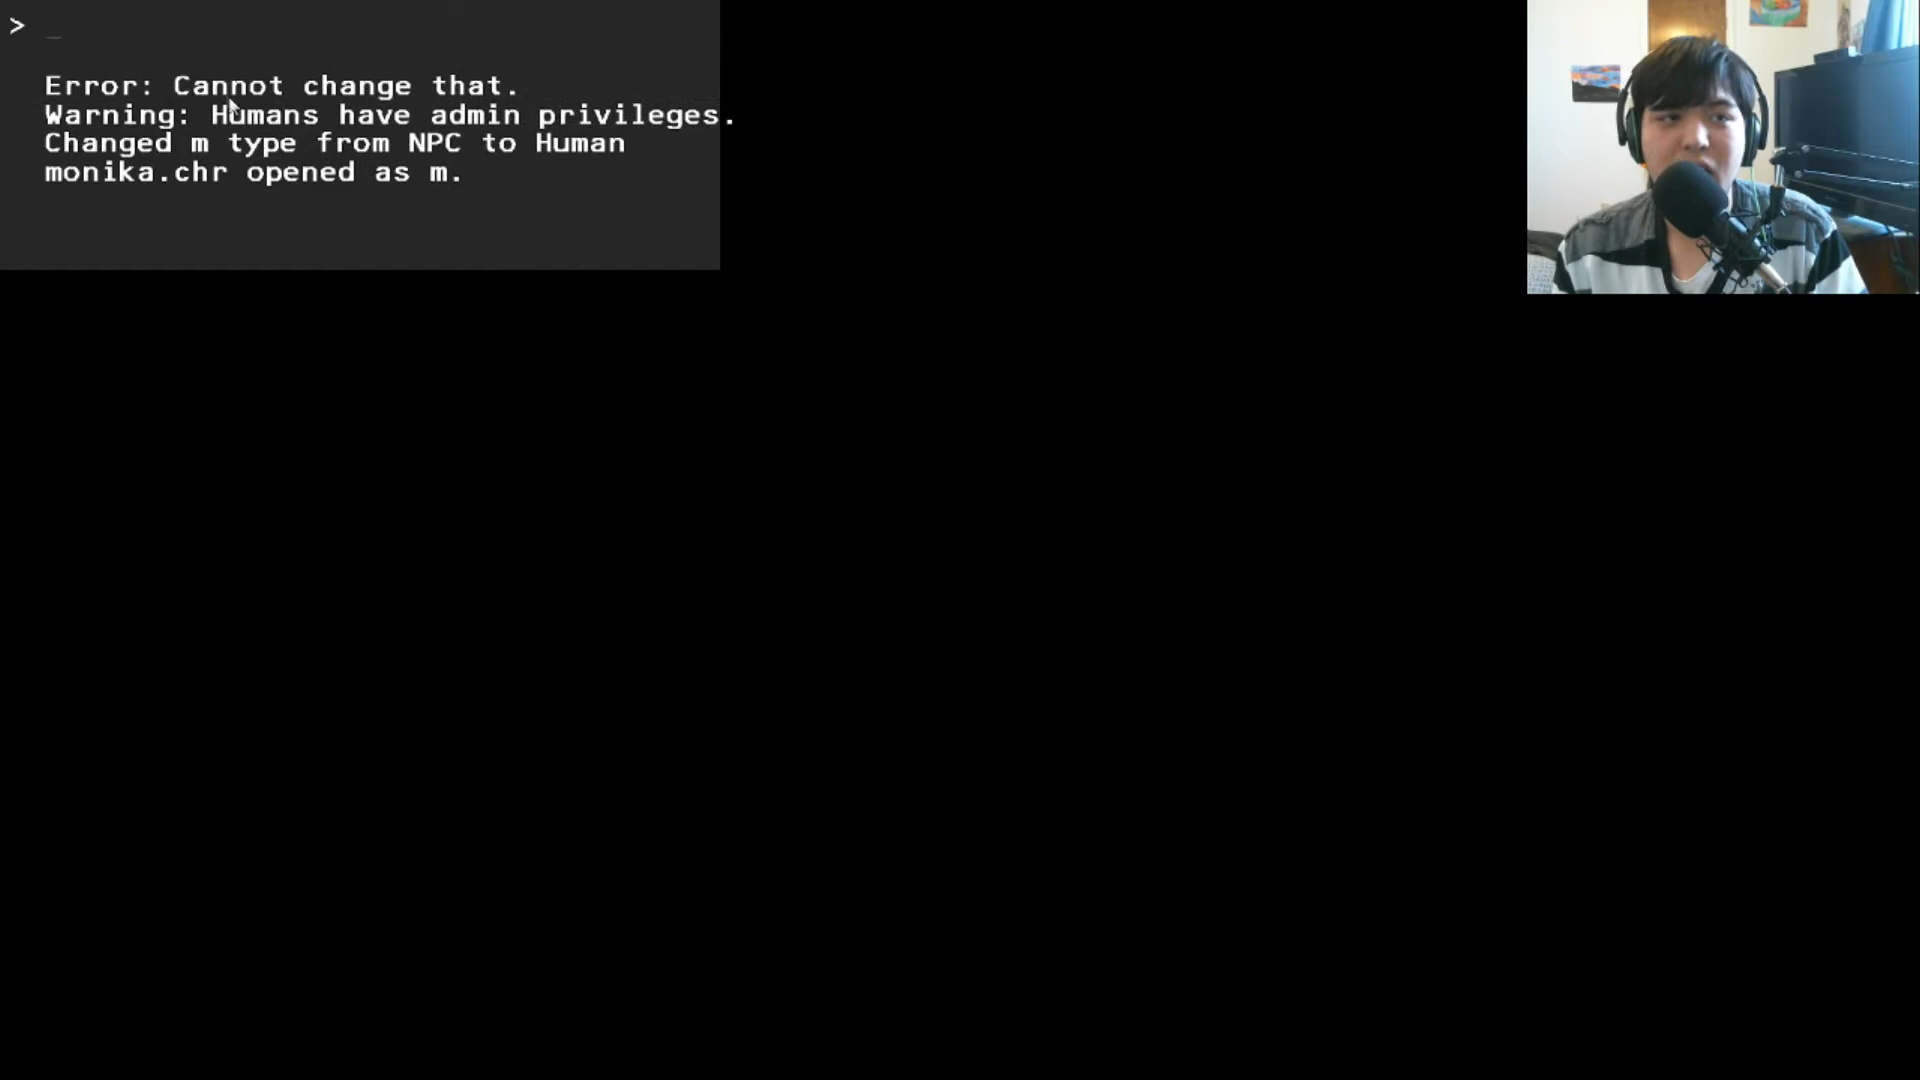 > _
Error: Cannot change that.
Warning: Humans have admin privileges.
Changed m type from NPC to Human
monika.chr opened as m.